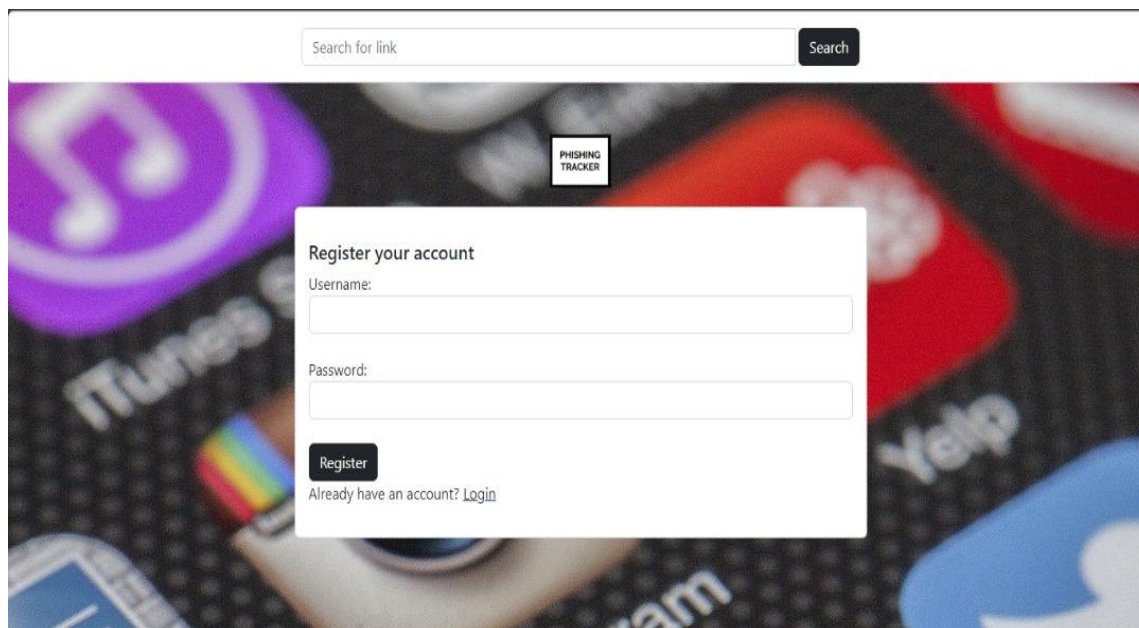 Search for link
Search
PHISHING
TRACKER
Register your account
Username:
Password:
Register
Already have an account? Login
iTunes S
Yelp
ram